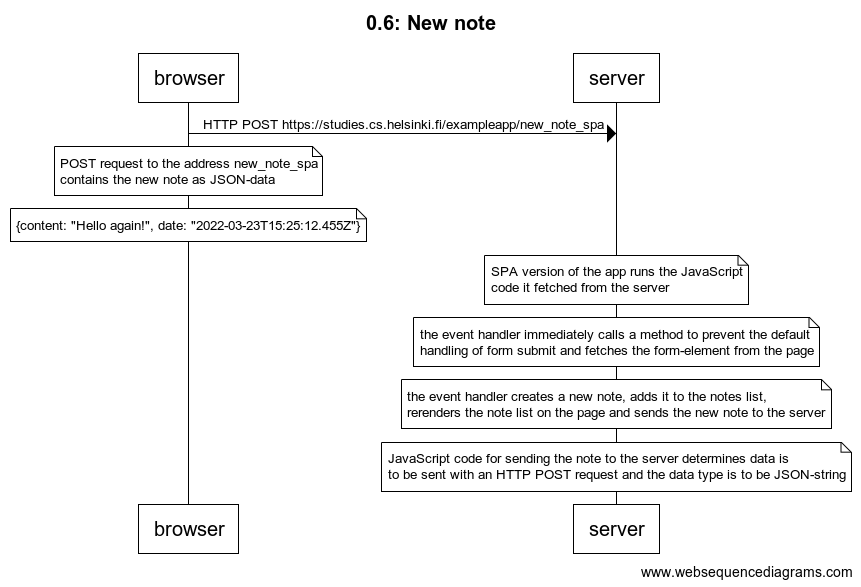 0.6: New note
browser
server
HTTP POST https://studies.cs.helsinki.fi/exampleapp/new_note_spa
POST request to the address new_note_spa
contains the new note as JSON-data
{content: "Hello again!", date: "2022-03-23T15:25:12.455Z"}
SPA version of the app runs the JavaScript
code it fetched from the server
the event handler immediately calls a method to prevent the default
handling of form submit and fetches the form-element from the page
the event handler creates a new note, adds it to the notes list,
rerenders the note list on the page and sends the new note to the server
JavaScript code for sending the note to the server determines data is
to be sent with an HTTP POST request and the data type is to be JSON-string
browser
server
www.websequencediagrams.com